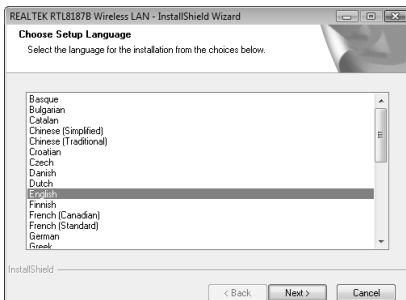 REALTEK RTL8187B Wireless LAN - InstallShield Wizard
Choose Setup Language
Select the language for the installation from the choices below.
Basque
Bulgarian
Catalan
Chinese (Simplified)
Chinese (Traditional)
Croatian
Czech
Danish
Dutch
English
Finnish
French (Canadian)
French (Standard)
German
Greek
InstallShield
< Back Next > Cancel